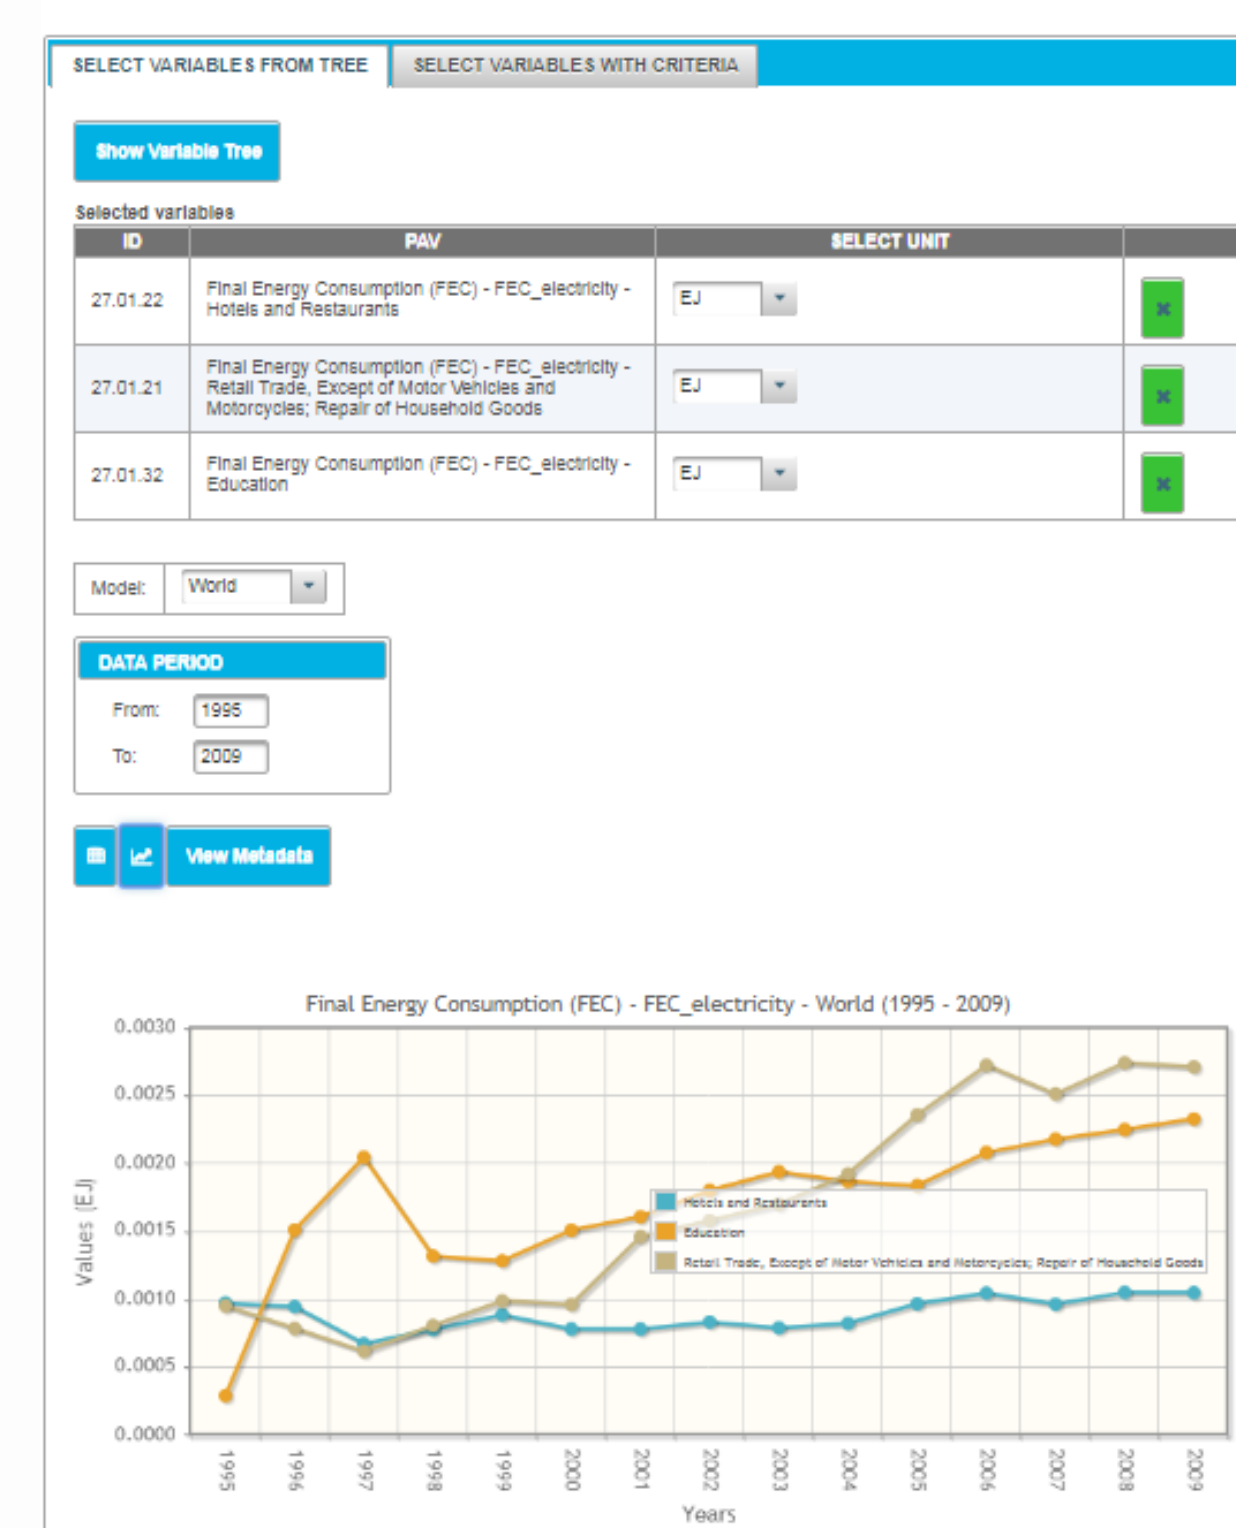 SELECT VARIABLES FROM TREE
SELECT VARIABLES WITH CRITERIA
Show Variable Tree
Selected variables
ID PAV SELECT UNIT
27.01.22
Final Energy Consumption (FEC) - FEC_electricity -
Hotels and Restaurants
EJ
27.01.21
Final Energy Consumption (FEC) - FEC_electricity -
Retail Trade, Except of Motor Vehicles and
Motorcycles; Repair of Household Goods
EJ
27.01.32
Final Energy Consumption (FEC) - FEC_electricity -
Education
EJ
Model: World
DATA PERIOD
From: 1995
To: 2009
View Metadata
Final Energy Consumption (FEC) - FEC_electricity - World (1995 - 2009)
Values (EJ)
0.0030
0.0025
0.0020
0.0015
0.0010
0.0005
0.0000
Hotels and Restaurants
Education
Retail Trade, Except of Motor Vehicles and Motorcycles; Repair of Household Goods
1995 1996 1997 1998 1999 2000 2001 2002 2003 2004 2005 2006 2007 2008 2009
Years